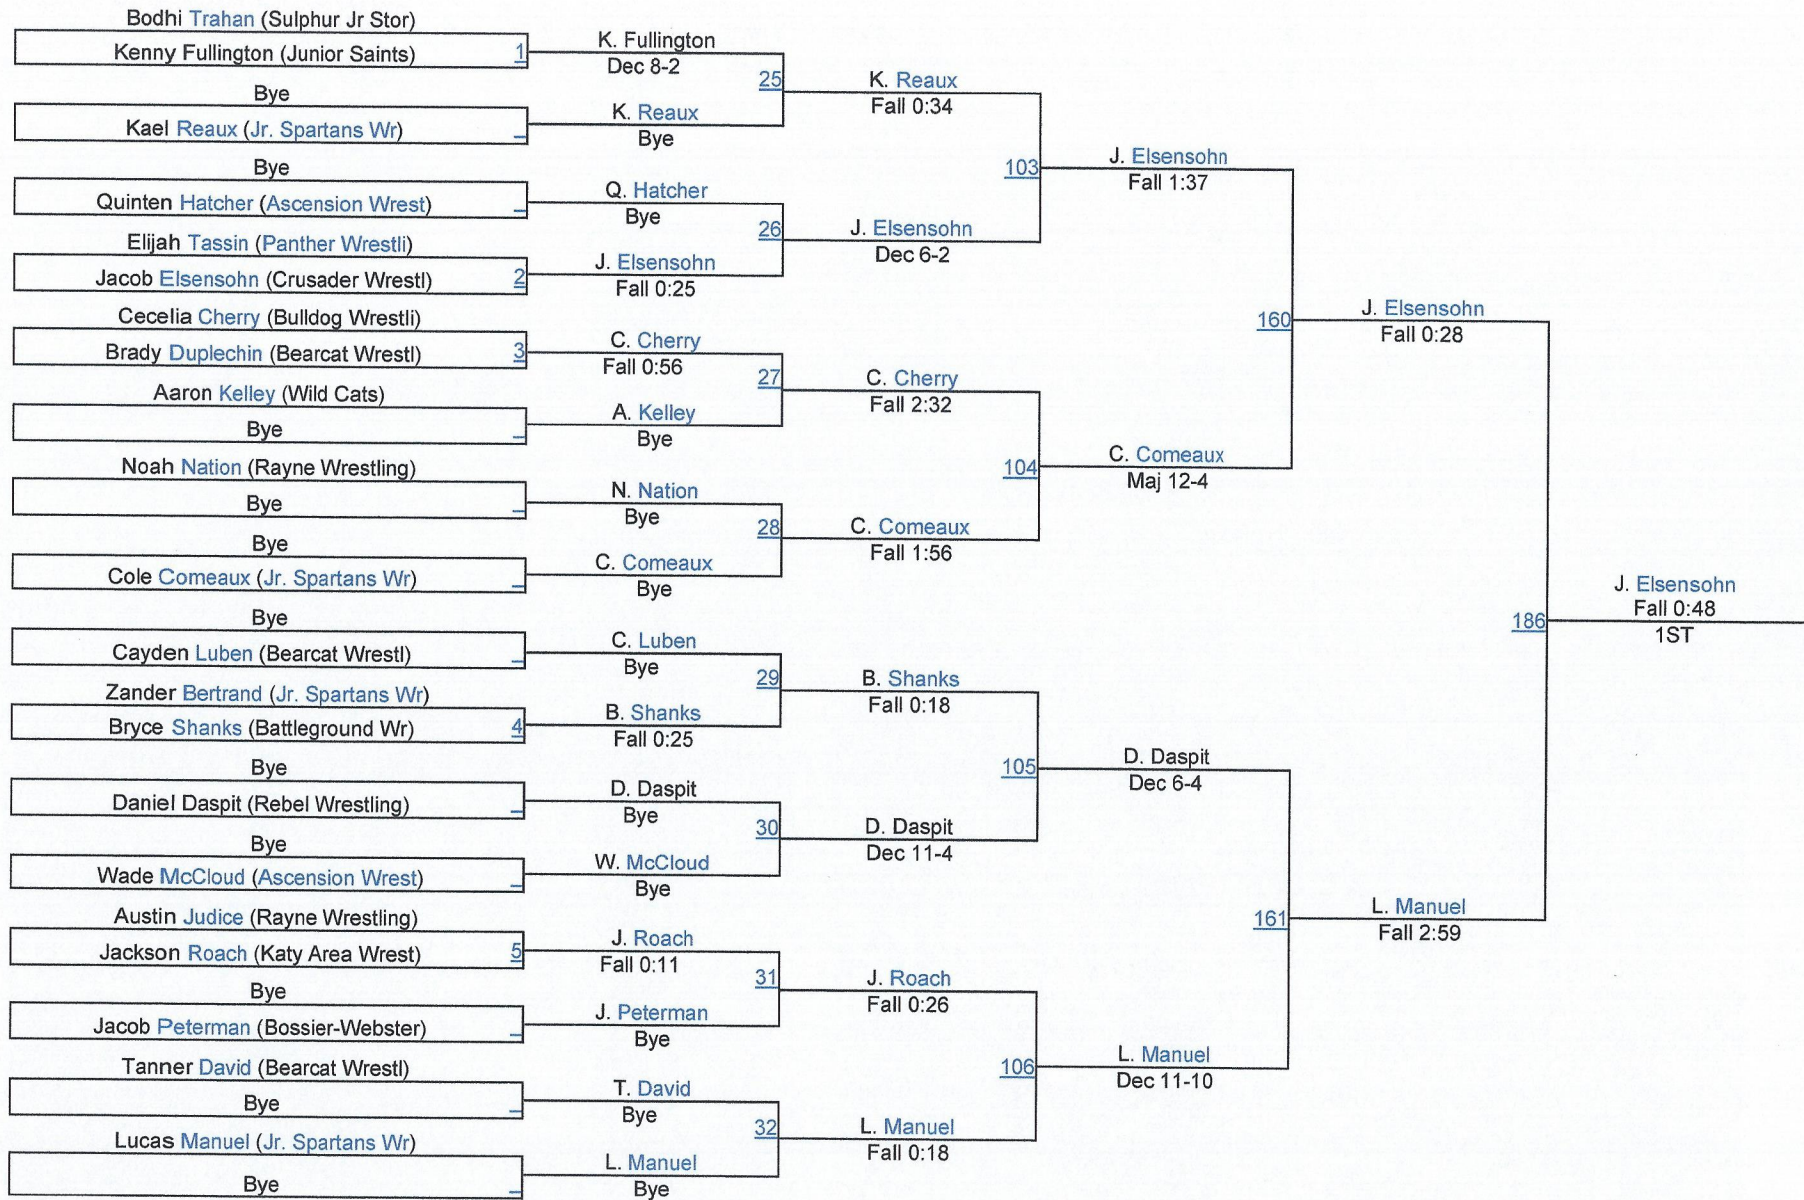 Bodhi Trahan (Sulphur Jr Stor)
Kenny Fullington (Junior Saints) 1
Bye
Kael Reaux (Jr. Spartans Wr)
Bye
Quinten Hatcher (Ascension Wrest)
Elijah Tassin (Panther Wrestli)
Jacob Elsensohn (Crusader Wrestl) 2
Cecelia Cherry (Bulldog Wrestli)
Brady Duplechin (Bearcat Wrestl) 3
Aaron Kelley (Wild Cats)
Bye
Noah Nation (Rayne Wrestling)
Bye
Bye
Cole Comeaux (Jr. Spartans Wr)
Bye
Cayden Luben (Bearcat Wrestl)
Zander Bertrand (Jr. Spartans Wr)
Bryce Shanks (Battleground Wr) 4
Bye
Daniel Daspit (Rebel Wrestling)
Bye
Wade McCloud (Ascension Wrest)
Austin Judice (Rayne Wrestling)
Jackson Roach (Katy Area Wrest) 5
Bye
Jacob Peterman (Bossier-Webster)
Tanner David (Bearcat Wrestl)
Bye
Lucas Manuel (Jr. Spartans Wr)
Bye
K. Fullington
Dec 8-2
25
K. Reaux
Bye
Q. Hatcher
Bye
26
J. Elsensohn
Fall 0:25
C. Cherry
Fall 0:56
27
A. Kelley
Bye
N. Nation
Bye
28
C. Comeaux
Bye
C. Luben
Bye
29
B. Shanks
Fall 0:25
D. Daspit
Bye
30
W. McCloud
Bye
J. Roach
Fall 0:11
31
J. Peterman
Bye
T. David
Bye
32
L. Manuel
Bye
K. Reaux
Fall 0:34
103
J. Elsensohn
Dec 6-2
C. Cherry
Fall 2:32
104
C. Comeaux
Fall 1:56
B. Shanks
Fall 0:18
105
D. Daspit
Dec 11-4
J. Roach
Fall 0:26
106
L. Manuel
Fall 0:18
J. Elsensohn
Fall 1:37
160
C. Comeaux
Maj 12-4
D. Daspit
Dec 6-4
161
L. Manuel
Dec 11-10
J. Elsensohn
Fall 0:28
186
L. Manuel
Fall 2:59
J. Elsensohn
Fall 0:48
1ST